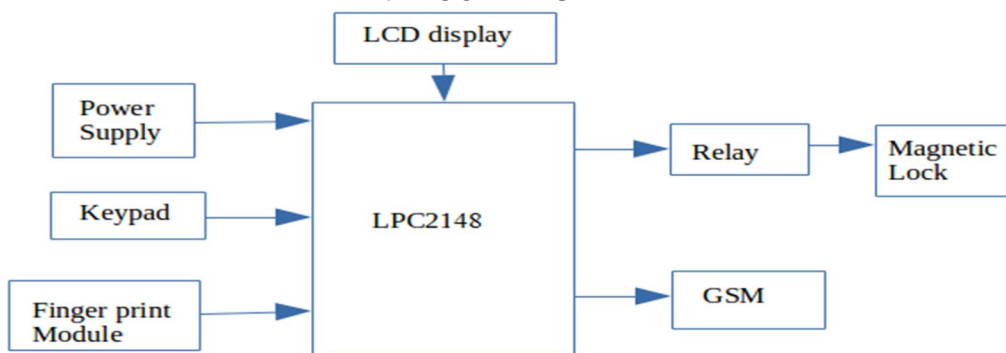 LCD display
Power
Supply
Relay
Magnetic
Lock
Keypad
LPC2148
Finger print
Module
GSM